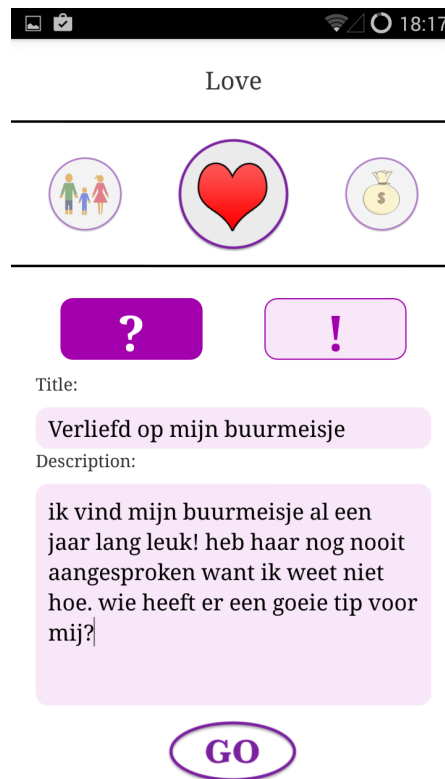 18:17
Love
$
? !
Title:
Verliefd op mijn buurmeisje
Description:
ik vind mijn buurmeisje al een
jaar lang leuk! heb haar nog nooit
aangesproken want ik weet niet
hoe. wie heeft er een goeie tip voor
mij?
GO